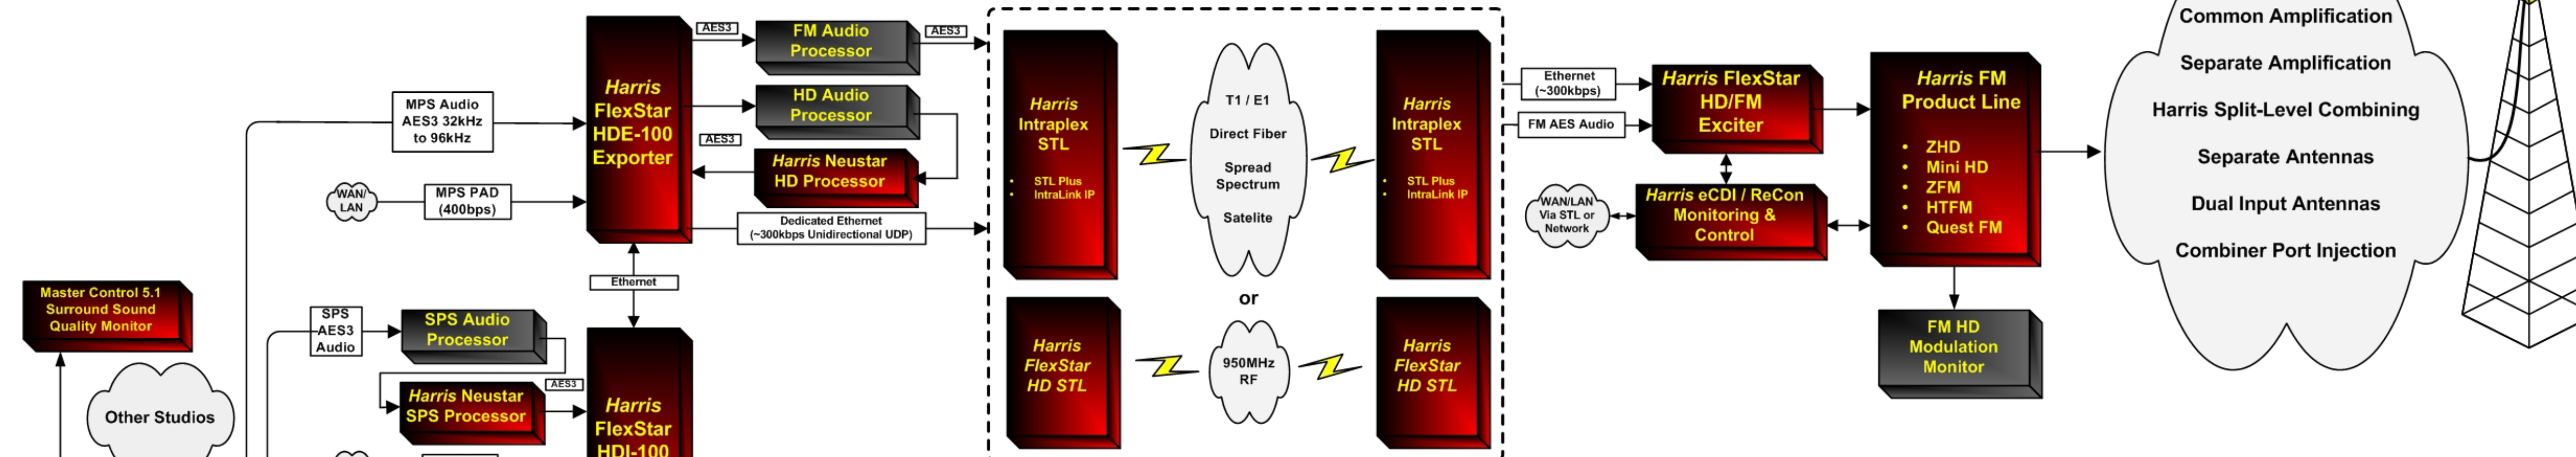 MPS Audio
AES3 32kHz
to 96kHz
WAN/
LAN
MPS PAD
(400bps)
Harris
FlexStar
HDE-100
Exporter
AES3
FM Audio
Processor
AES3
HD Audio
Processor
AES3
Harris Neustar
HD Processor
Dedicated Ethernet
(~300kbps Unidirectional UDP)
Ethernet
Master Control 5.1
Surround Sound
Quality Monitor
Other Studios
SPS
AES3
Audio
SPS Audio
Processor
Harris Neustar
SPS Processor
AES3
Harris
FlexStar
HDI-100
Harris
Intraplex
STL
• STL Plus
• IntraLink IP
T1 / E1
Direct Fiber
Spread
Spectrum
Satelite
Harris
Intraplex
STL
• STL Plus
• IntraLink IP
or
Harris
FlexStar
HD STL
950MHz
RF
Harris
FlexStar
HD STL
Ethernet
(~300kbps)
FM AES Audio
Harris FlexStar
HD/FM
Exciter
WAN/LAN
Via STL or
Network
Harris eCDI / ReCon
Monitoring &
Control
Harris FM
Product Line
• ZHD
• Mini HD
• ZFM
• HTFM
• Quest FM
FM HD
Modulation
Monitor
Common Amplification
Separate Amplification
Harris Split-Level Combining
Separate Antennas
Dual Input Antennas
Combiner Port Injection